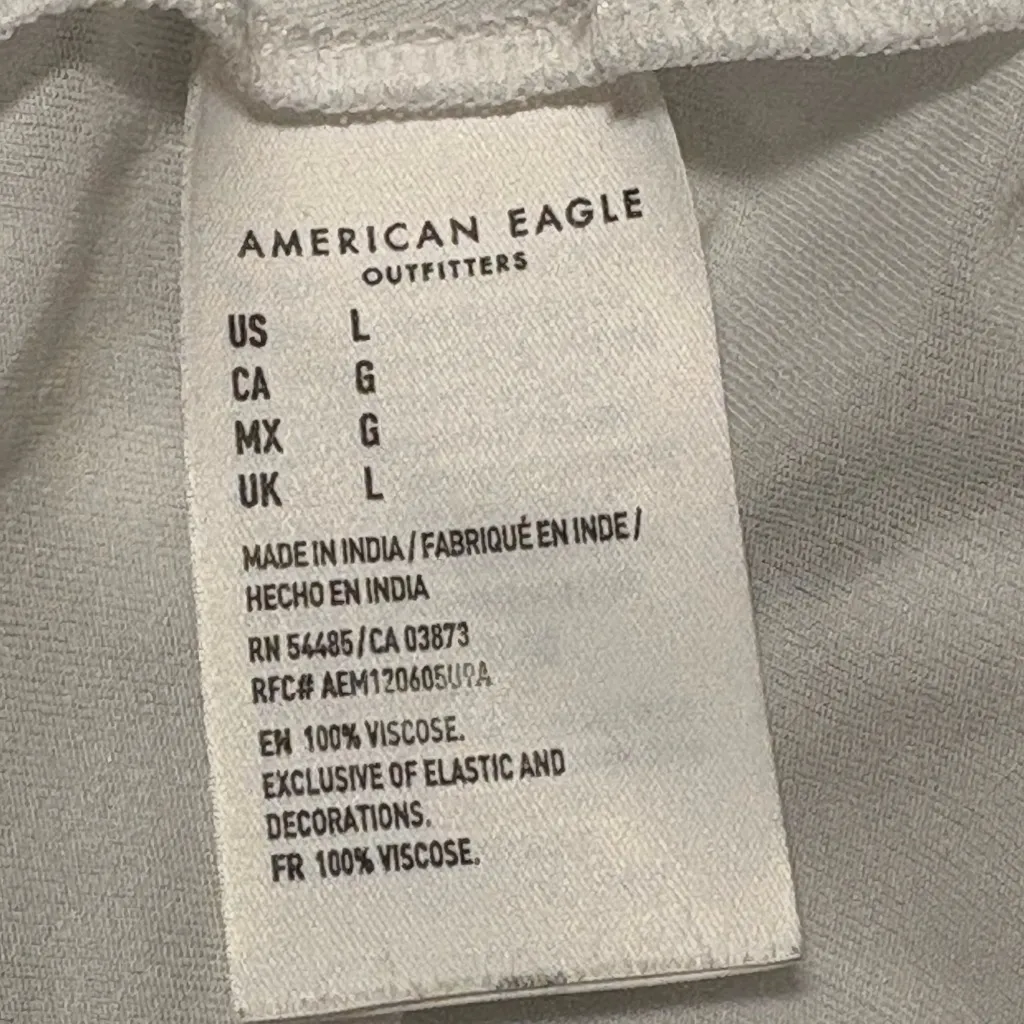 AMERICAN EAGLE
OUTFITTERS
US L
CA G
MX G
UK L
MADE IN INDIA / FABRIQUÉ EN INDE /
HECHO EN INDIA
RN 54485 / CA 03873
RFC#
EN 100% VISCOSE.
EXCLUSIVE OF ELASTIC AND
DECORATIONS.
FR 100% VISCOSE.